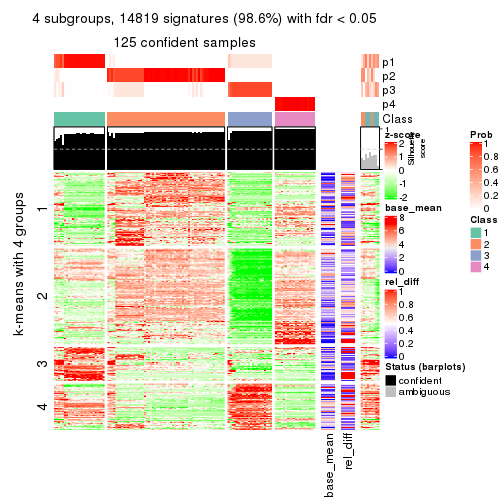 4 subgroups, 14819 signatures (98.6%) with fdr < 0.05
125 confident samples
p1
p2
p3
p4
Class
1
Silhouette
score
k-means with 4 groups
1
2
3
4
base_mean
rel_diff
z-score
2
1
0
-1
-2
base_mean
8
6
4
2
0
rel_diff
1
0.8
0.6
0.4
0.2
0
Status (barplots)
confident
ambiguous
Prob
1
0.8
0.6
0.4
0.2
0
Class
1
2
3
4